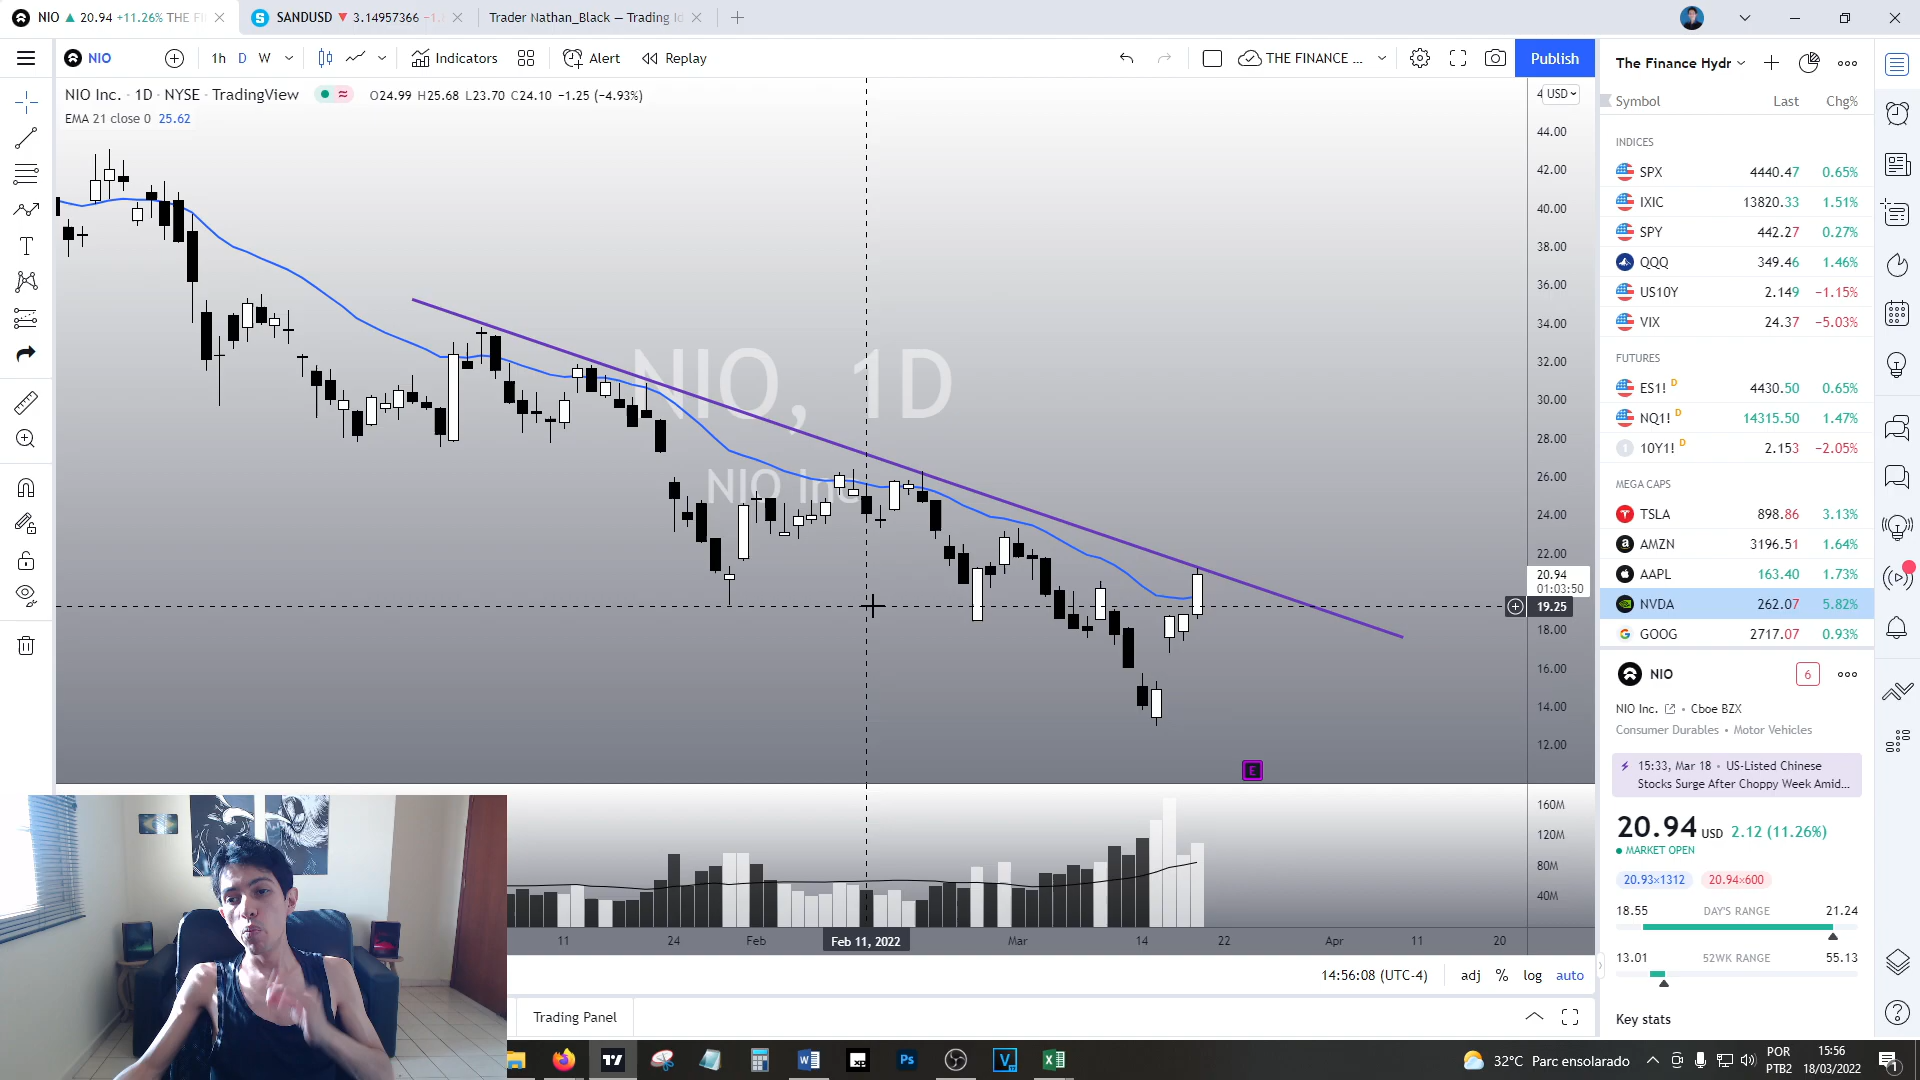 NIO ▲ 20.94 +11.26% THE FI
SANDUSD ▼ 3.14957366 −1.
Trader Nathan_Black — Trading Id
NIO
1h D W
Indicators
Alert
Replay
THE FINANCE ...
Publish
NIO Inc. · 1D · NYSE · TradingView
O24.99 H25.68 L23.70 C24.10 −1.25 (−4.93%)
EMA 21 close 0 25.62
USD
44.00
42.00
40.00
38.00
36.00
34.00
32.00
30.00
28.00
26.00
24.00
22.00
20.94
01:03:50
19.25
18.00
16.00
14.00
12.00
NIO, 1D
NIO Inc
E
160M
120M
80M
40M
11
24
Feb
Feb 11, 2022
Mar
14
22
Apr
11
20
14:56:08 (UTC-4)
adj % log auto
Trading Panel
The Finance Hydr
Symbol Last Chg%
INDICES
SPX 4440.47 0.65%
IXIC 13820.33 1.51%
SPY 442.27 0.27%
QQQ 349.46 1.46%
US10Y 2.149 −1.15%
VIX 24.37 −5.03%
FUTURES
ES1! D 4430.50 0.65%
NQ1! D 14315.50 1.47%
10Y1! D 2.153 −2.05%
MEGA CAPS
TSLA 898.86 3.13%
AMZN 3196.51 1.64%
AAPL 163.40 1.73%
NVDA 262.07 5.82%
GOOG 2717.07 0.93%
NIO 6
NIO Inc. • Cboe BZX
Consumer Durables • Motor Vehicles
15:33, Mar 18 • US-Listed Chinese
Stocks Surge After Choppy Week Amid...
20.94 USD 2.12 (11.26%)
MARKET OPEN
20.93×1312 20.94×600
18.55 DAY'S RANGE 21.24
13.01 52WK RANGE 55.13
Key stats
32°C Parc ensolarado
POR
PTB2
15:56
18/03/2022
1